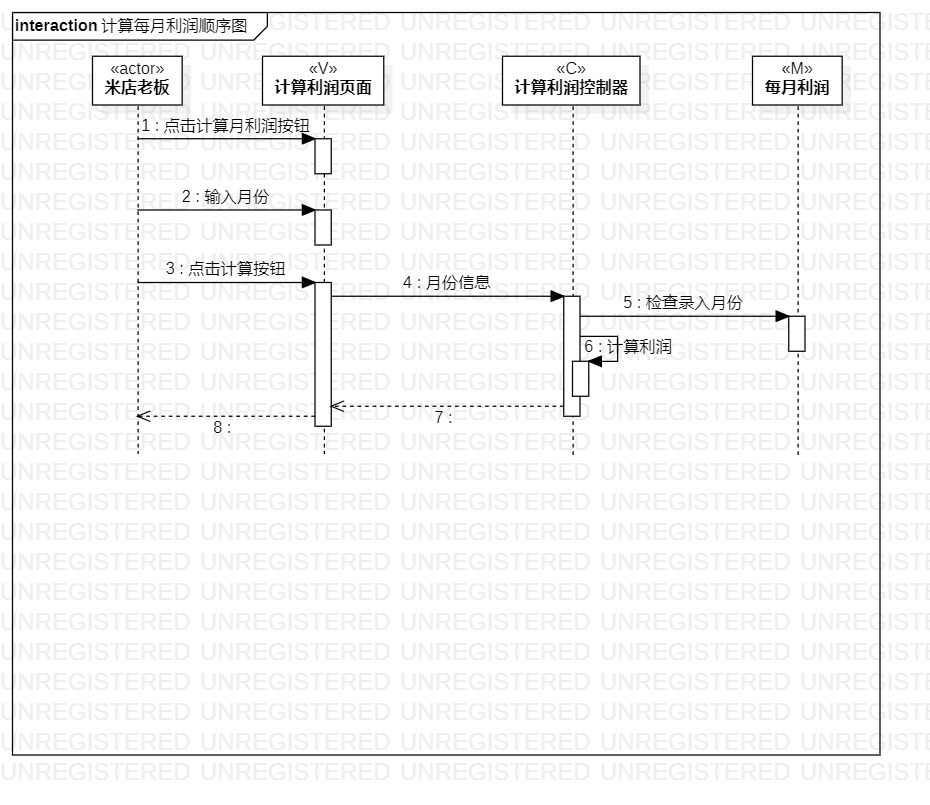 interaction 计算每月利润顺序图
«actor»
米店老板
«V»
计算利润页面
«C»
计算利润控制器
«M»
每月利润
1 : 点击计算月利润按钮
2 : 输入月份
3 : 点击计算按钮
4 : 月份信息
5 : 检查录入月份
6 : 计算利润
7 :
8 :
UNREGISTERED UNREGISTERED UNREGISTERED UNREGISTERED UNREGISTERED